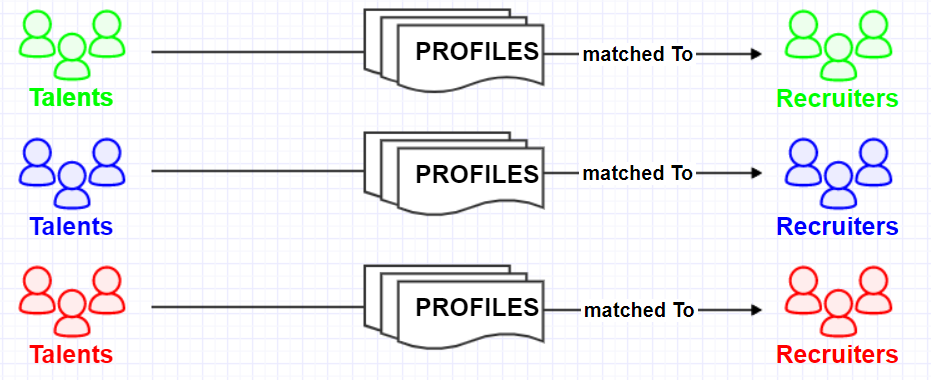 PROFILES matched To
Talents Recruiters
PROFILES matched To
Talents Recruiters
PROFILES matched To
Talents Recruiters